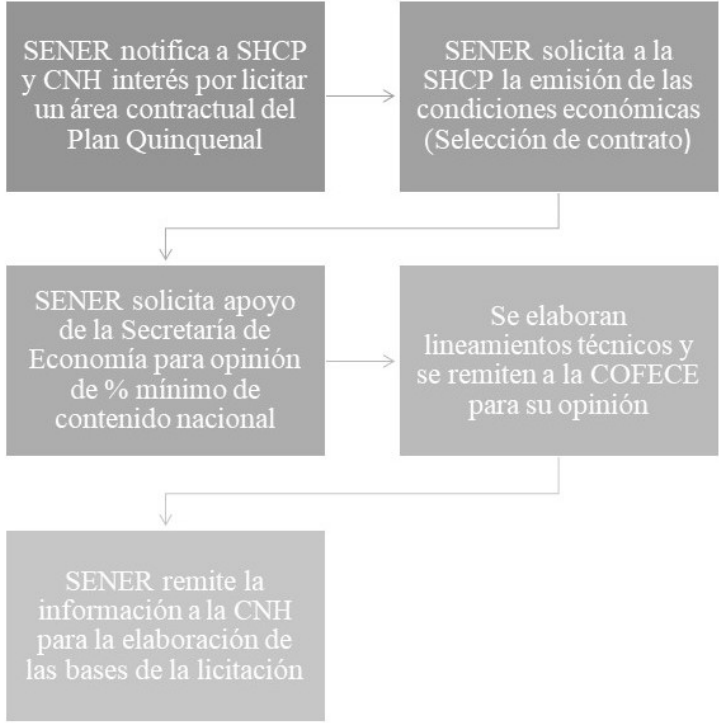 SENER notifica a SHCP
y CNH interés por licitar
un área contractual del
Plan Quinquenal
SENER solicita a la
SHCP la emisión de las
condiciones económicas
(Selección de contrato)
SENER solicita apoyo
de la Secretaría de
Economía para opinión
de % mínimo de
contenido nacional
Se elaboran
lineamientos técnicos y
se remiten a la COFECE
para su opinión
SENER remite la
información a la CNH
para la elaboración de
las bases de la licitación